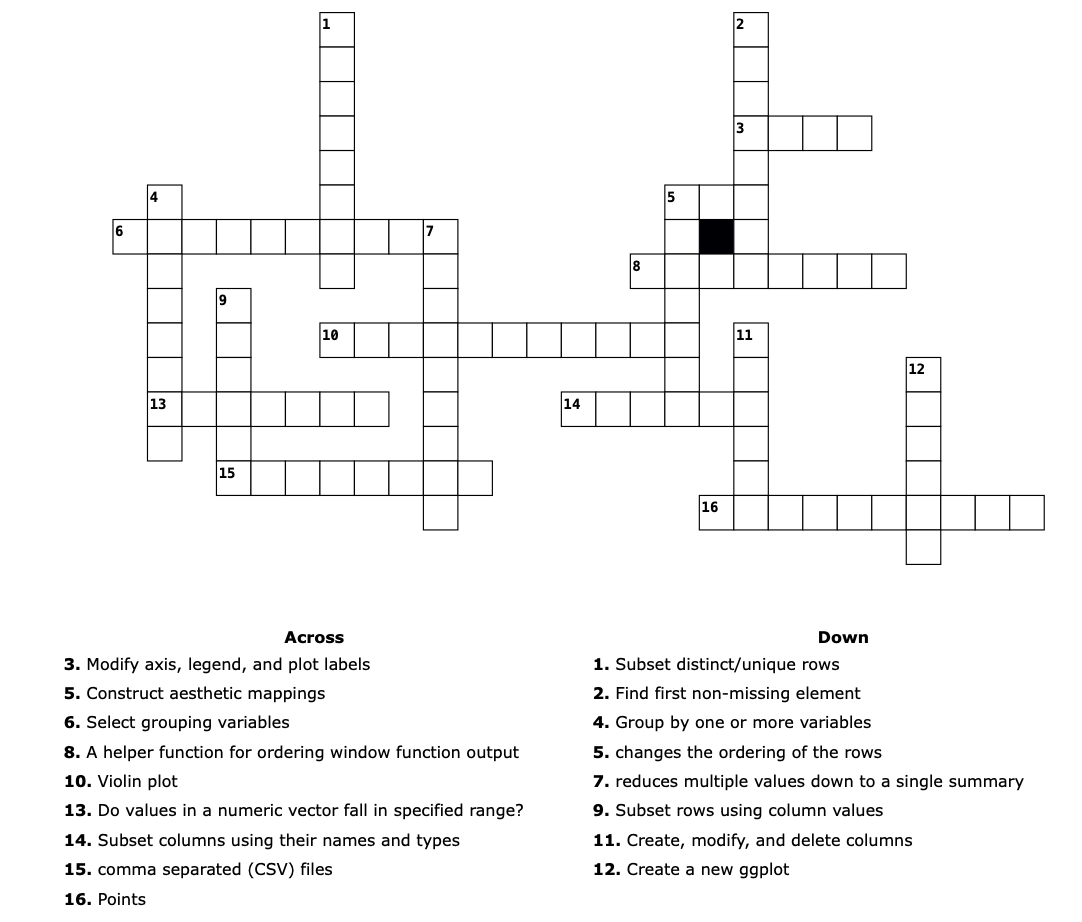 1
2
3
4
5
6
7
8
9
10
11
12
13
14
15
16
Across
3. Modify axis, legend, and plot labels
5. Construct aesthetic mappings
6. Select grouping variables
8. A helper function for ordering window function output
10. Violin plot
13. Do values in a numeric vector fall in specified range?
14. Subset columns using their names and types
15. comma separated (CSV) files
16. Points
Down
1. Subset distinct/unique rows
2. Find first non-missing element
4. Group by one or more variables
5. changes the ordering of the rows
7. reduces multiple values down to a single summary
9. Subset rows using column values
11. Create, modify, and delete columns
12. Create a new ggplot